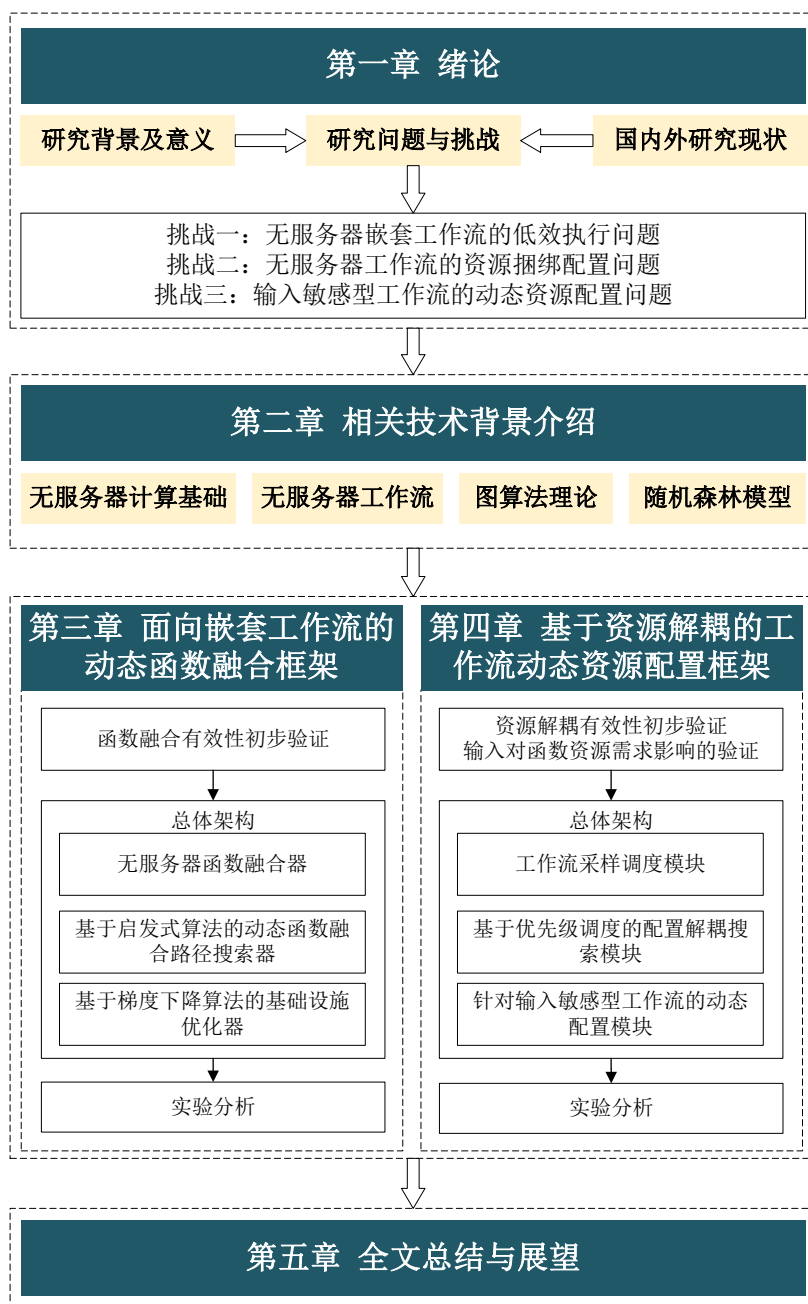 第一章 绪论
研究背景及意义
研究问题与挑战
国内外研究现状
挑战一：无服务器嵌套工作流的低效执行问题
挑战二：无服务器工作流的资源捆绑配置问题
挑战三：输入敏感型工作流的动态资源配置问题
第二章 相关技术背景介绍
无服务器计算基础
无服务器工作流
图算法理论
随机森林模型
第三章 面向嵌套工作流的
动态函数融合框架
函数融合有效性初步验证
总体架构
无服务器函数融合器
基于启发式算法的动态函数融
合路径搜索器
基于梯度下降算法的基础设施
优化器
实验分析
第四章 基于资源解耦的工
作流动态资源配置框架
资源解耦有效性初步验证
输入对函数资源需求影响的验证
总体架构
工作流采样调度模块
基于优先级调度的配置解耦搜
索模块
针对输入敏感型工作流的动态
配置模块
实验分析
第五章 全文总结与展望